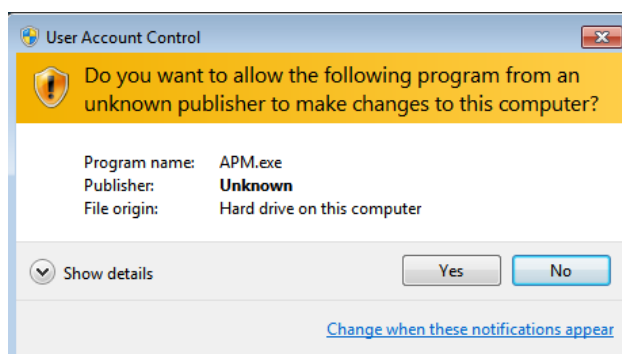 User Account Control
Do you want to allow the following program from an
unknown publisher to make changes to this computer?
Program name: APM.exe
Publisher: Unknown
File origin: Hard drive on this computer
Show details Yes No
Change when these notifications appear